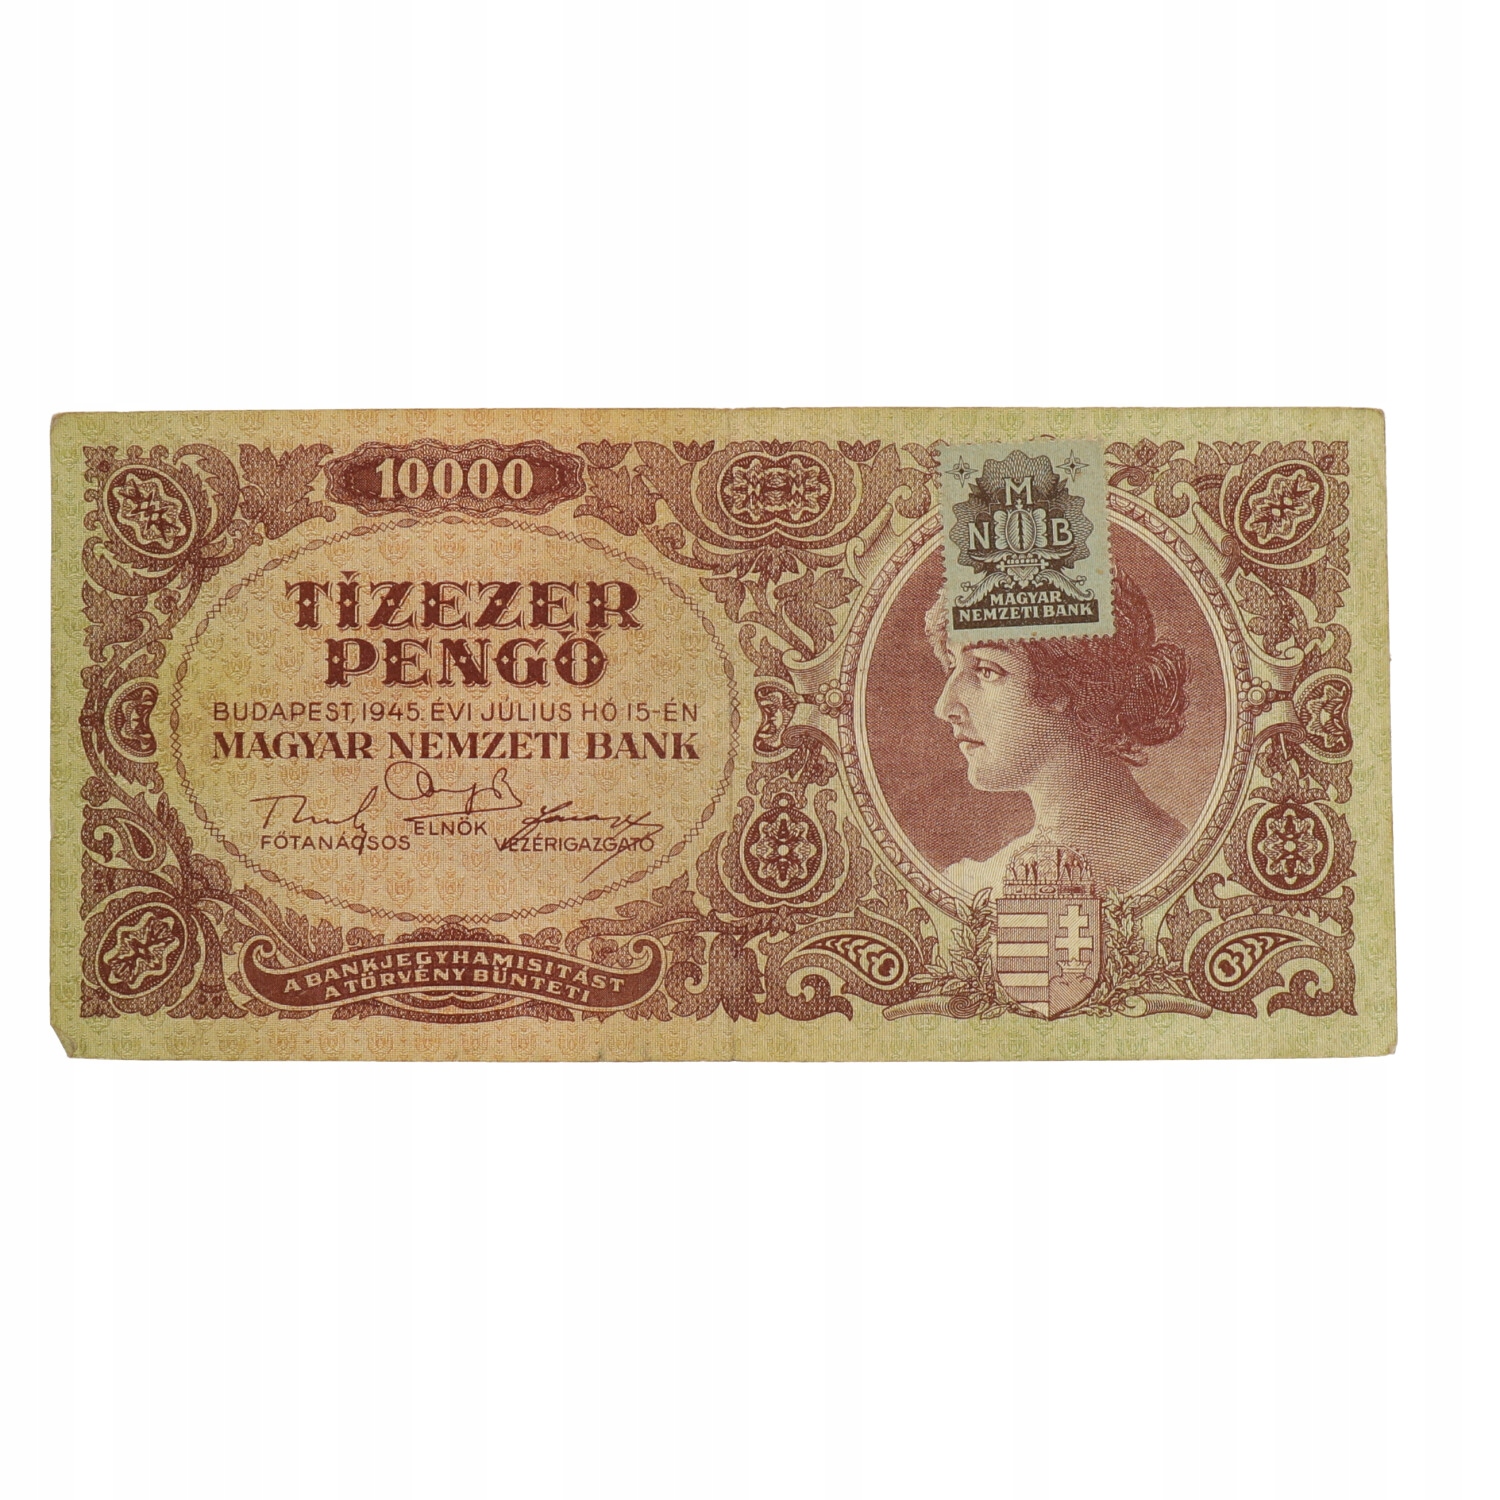 10000
TÍZEZER
PENGŐ
BUDAPEST, 1945. ÉVI JÚLIUS HÓ 15-ÉN
MAGYAR NEMZETI BANK
FŐTANÁCSOS
ELNÖK
VEZÉRIGAZGATÓ
A BANKJEGYHAMISITÁST
A TÖRVÉNY BÜNTETI
M
N B
MAGYAR
NEMZETI BANK